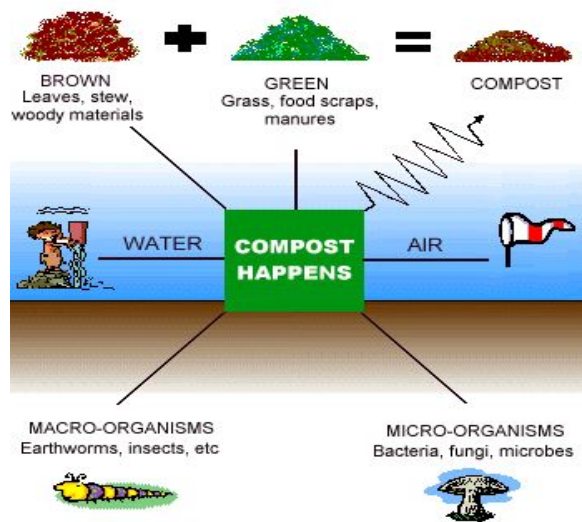 BROWN
Leaves, stew,
woody materials
GREEN
Grass, food scraps,
manures
COMPOST
WATER
COMPOST
HAPPENS
AIR
MACRO-ORGANISMS
Earthworms, insects, etc
MICRO-ORGANISMS
Bacteria, fungi, microbes